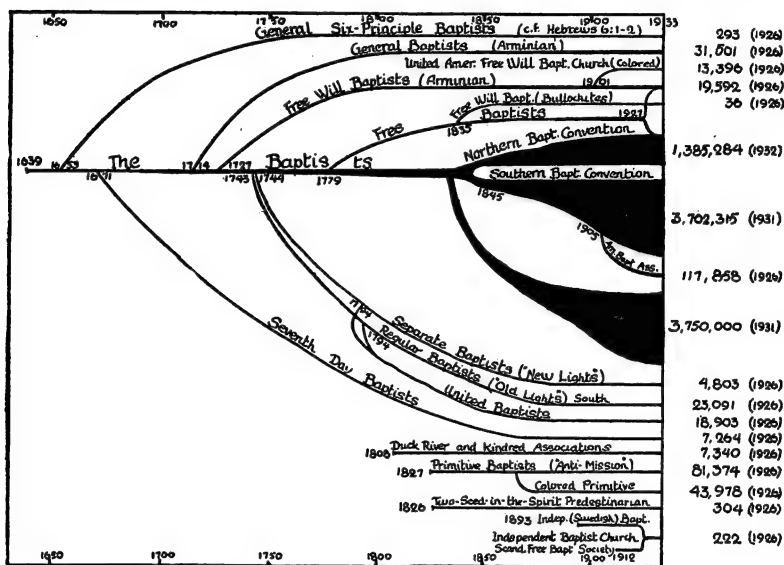 1650 1700 1750 1800 1850 1900 1933
General Six-Principle Baptists (c.f. Hebrews 6:1-2) 293 (1926)
General Baptists (Arminian) 31,501 (1926)
United Amer. Free Will Bapt. Church (Colored) 13,396 (1926)
1901
Free Will Baptists (Arminian) 19,592 (1926)
Free Will Bapt. (Bullockites) 36 (1926)
1835
Free Baptists 1927
Northern Bapt. Convention 1,385,284 (1932)
1639 1653 The 1714 1727 Baptists
1671 1743 1744 1779
Southern Bapt. Convention
1845
3,702,315 (1931)
1905 Am. Bapt. Ass.
117,858 (1926)
3,750,000 (1931)
1784
1794
Separate Baptists ("New Lights") 4,803 (1926)
Regular Baptists ("Old Lights") South 23,091 (1926)
United Baptists 18,903 (1926)
Seventh Day Baptists 7,264 (1926)
1808 Duck River and Kindred Associations 7,340 (1926)
1827 Primitive Baptists ("Anti-Mission") 81,374 (1926)
Colored Primitive 43,978 (1926)
1826 Two-Seed-in-the-Spirit Predestinarian 304 (1926)
1893 Indep. (Swedish) Bapt.
Independent Baptist Church 222 (1926)
Scand. Free Bapt Society
1900 1912
1650 1700 1750 1800 1850